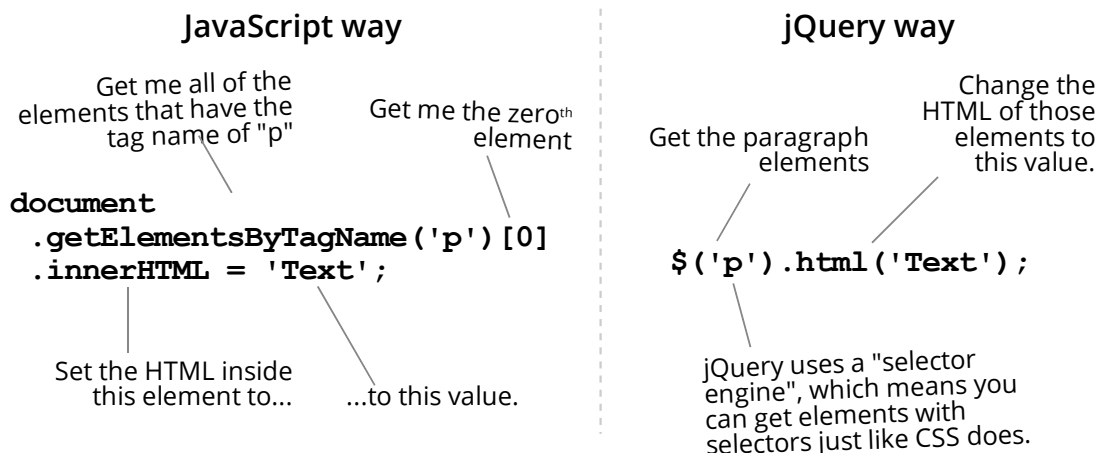 JavaScript way
Get me all of the
elements that have the
tag name of "p"
Get me the zeroth
element
document
.getElementsByTagName('p')[0]
.innerHTML = 'Text';
Set the HTML inside
this element to...
...to this value.
jQuery way
Get the paragraph
elements
Change the
HTML of those
elements to
this value.
$('p').html('Text');
jQuery uses a "selector
engine", which means you
can get elements with
selectors just like CSS does.